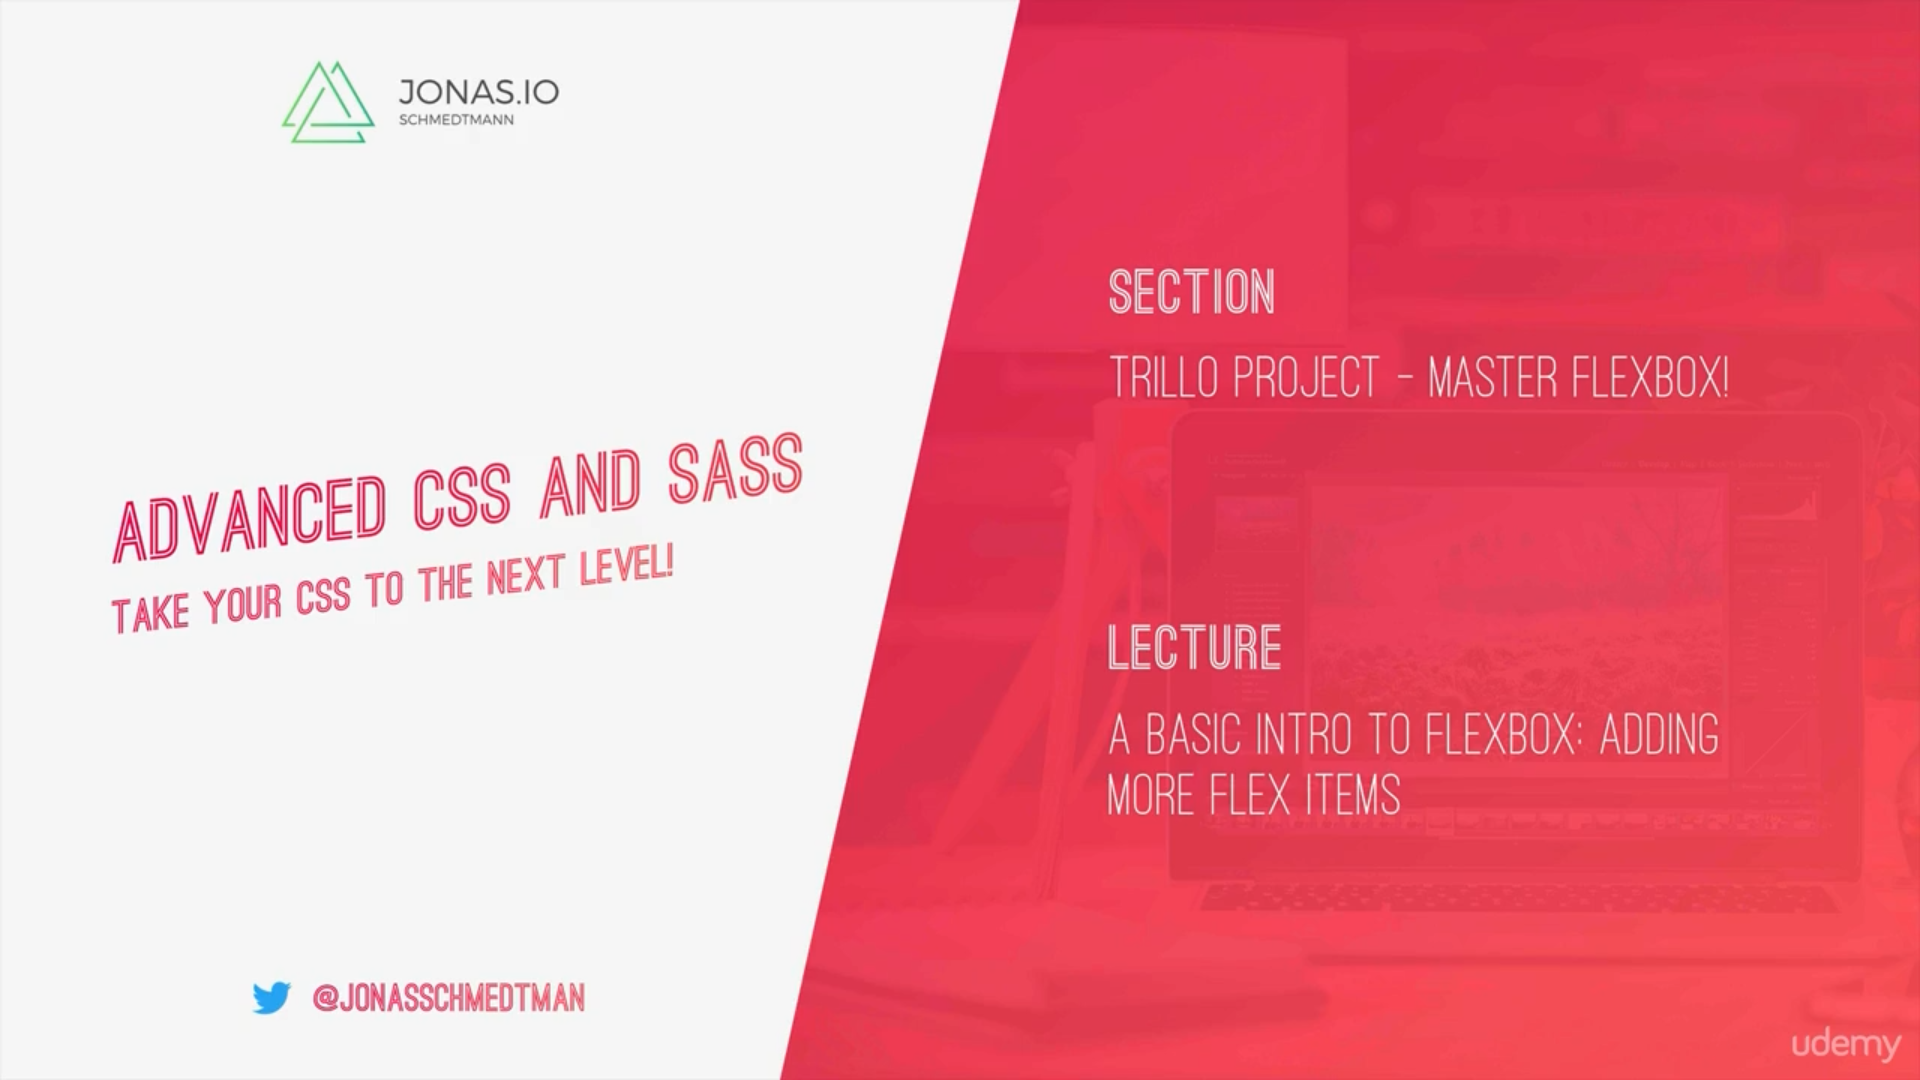 JONAS.IO
SCHMEDTMANN
ADVANCED CSS AND SASS
TAKE YOUR CSS TO THE NEXT LEVEL!
@JONASSCHMEDTMAN
SECTION
TRILLO PROJECT - MASTER FLEXBOX!
LECTURE
A BASIC INTRO TO FLEXBOX: ADDING
MORE FLEX ITEMS
udemy